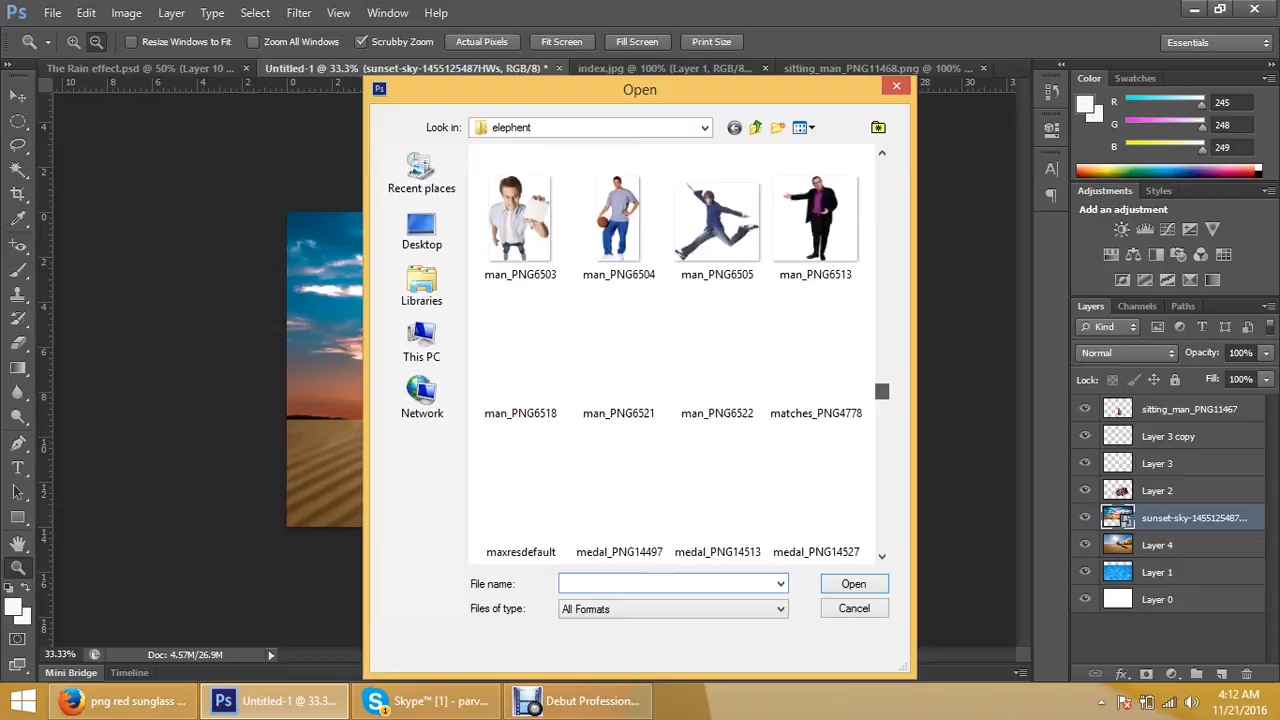 Ps File Edit Image Layer Type Select Filter View Window Help
Resize Windows to Fit Zoom All Windows Scrubby Zoom Actual Pixels Fit Screen Fill Screen Print Size Essentials
The Rain effect.psd @ 50% (Layer 10 ... × Untitled-1 @ 33.3% (sunset-sky-1455125487HWs, RGB/8) * × index.jpg @ 100% (Layer 1, RGB/8... × sitting_man_PNG11468.png @ 100% ... ×
Open
Look in: elephent
Recent places
Desktop
Libraries
This PC
Network
man_PNG6503 man_PNG6504 man_PNG6505 man_PNG6513
man_PNG6518 man_PNG6521 man_PNG6522 matches_PNG4778
maxresdefault medal_PNG14497 medal_PNG14513 medal_PNG14527
File name: Open
Files of type: All Formats Cancel
Color Swatches
R 245
G 248
B 249
Adjustments Styles
Add an adjustment
Layers Channels Paths
Kind
Normal Opacity: 100%
Lock: Fill: 100%
sitting_man_PNG11467
Layer 3 copy
Layer 3
Layer 2
sunset-sky-1455125487...
Layer 4
Layer 1
Layer 0
33.33% Doc: 4.57M/26.9M
Mini Bridge Timeline
png red sunglass ... Ps Untitled-1 @ 33.3%... Skype™ [1] - parv... Debut Profession...
4:12 AM
11/21/2016